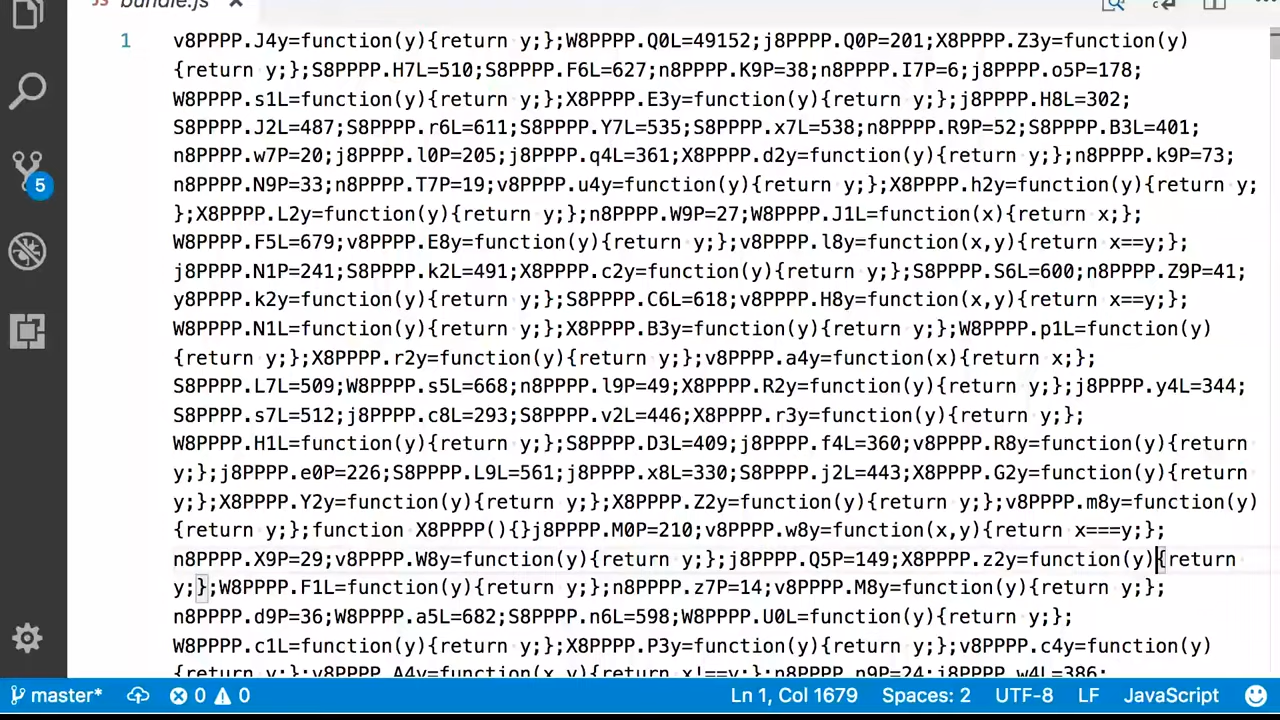 JS bundle.js ×
1 v8PPPP.J4y=function(y){return y;};W8PPPP.Q0L=49152;j8PPPP.Q0P=201;X8PPPP.Z3y=function(y)
{return y;};S8PPPP.H7L=510;S8PPPP.F6L=627;n8PPPP.K9P=38;n8PPPP.I7P=6;j8PPPP.o5P=178;
W8PPPP.s1L=function(y){return y;};X8PPPP.E3y=function(y){return y;};j8PPPP.H8L=302;
S8PPPP.J2L=487;S8PPPP.r6L=611;S8PPPP.Y7L=535;S8PPPP.x7L=538;n8PPPP.R9P=52;S8PPPP.B3L=401;
n8PPPP.w7P=20;j8PPPP.l0P=205;j8PPPP.q4L=361;X8PPPP.d2y=function(y){return y;};n8PPPP.k9P=73;
n8PPPP.N9P=33;n8PPPP.T7P=19;v8PPPP.u4y=function(y){return y;};X8PPPP.h2y=function(y){return y;
};X8PPPP.L2y=function(y){return y;};n8PPPP.W9P=27;W8PPPP.J1L=function(x){return x;};
W8PPPP.F5L=679;v8PPPP.E8y=function(y){return y;};v8PPPP.l8y=function(x,y){return x==y;};
j8PPPP.N1P=241;S8PPPP.k2L=491;X8PPPP.c2y=function(y){return y;};S8PPPP.S6L=600;n8PPPP.Z9P=41;
y8PPPP.k2y=function(y){return y;};S8PPPP.C6L=618;v8PPPP.H8y=function(x,y){return x==y;};
W8PPPP.N1L=function(y){return y;};X8PPPP.B3y=function(y){return y;};W8PPPP.p1L=function(y)
{return y;};X8PPPP.r2y=function(y){return y;};v8PPPP.a4y=function(x){return x;};
S8PPPP.L7L=509;W8PPPP.s5L=668;n8PPPP.l9P=49;X8PPPP.R2y=function(y){return y;};j8PPPP.y4L=344;
S8PPPP.s7L=512;j8PPPP.c8L=293;S8PPPP.v2L=446;X8PPPP.r3y=function(y){return y;};
W8PPPP.H1L=function(y){return y;};S8PPPP.D3L=409;j8PPPP.f4L=360;v8PPPP.R8y=function(y){return
y;};j8PPPP.e0P=226;S8PPPP.L9L=561;j8PPPP.x8L=330;S8PPPP.j2L=443;X8PPPP.G2y=function(y){return
y;};X8PPPP.Y2y=function(y){return y;};X8PPPP.Z2y=function(y){return y;};v8PPPP.m8y=function(y)
{return y;};function X8PPPP(){}j8PPPP.M0P=210;v8PPPP.w8y=function(x,y){return x===y;};
n8PPPP.X9P=29;v8PPPP.W8y=function(y){return y;};j8PPPP.Q5P=149;X8PPPP.z2y=function(y){return
y;};W8PPPP.F1L=function(y){return y;};n8PPPP.z7P=14;v8PPPP.M8y=function(y){return y;};
n8PPPP.d9P=36;W8PPPP.a5L=682;S8PPPP.n6L=598;W8PPPP.U0L=function(y){return y;};
W8PPPP.c1L=function(y){return y;};X8PPPP.P3y=function(y){return y;};v8PPPP.c4y=function(y)
{return y;};v8PPPP.A4y=function(x,y){return x!==y;};n8PPPP.n9P=24;j8PPPP.w4L=386;
5
master* 0 0 Ln 1, Col 1679 Spaces: 2 UTF-8 LF JavaScript